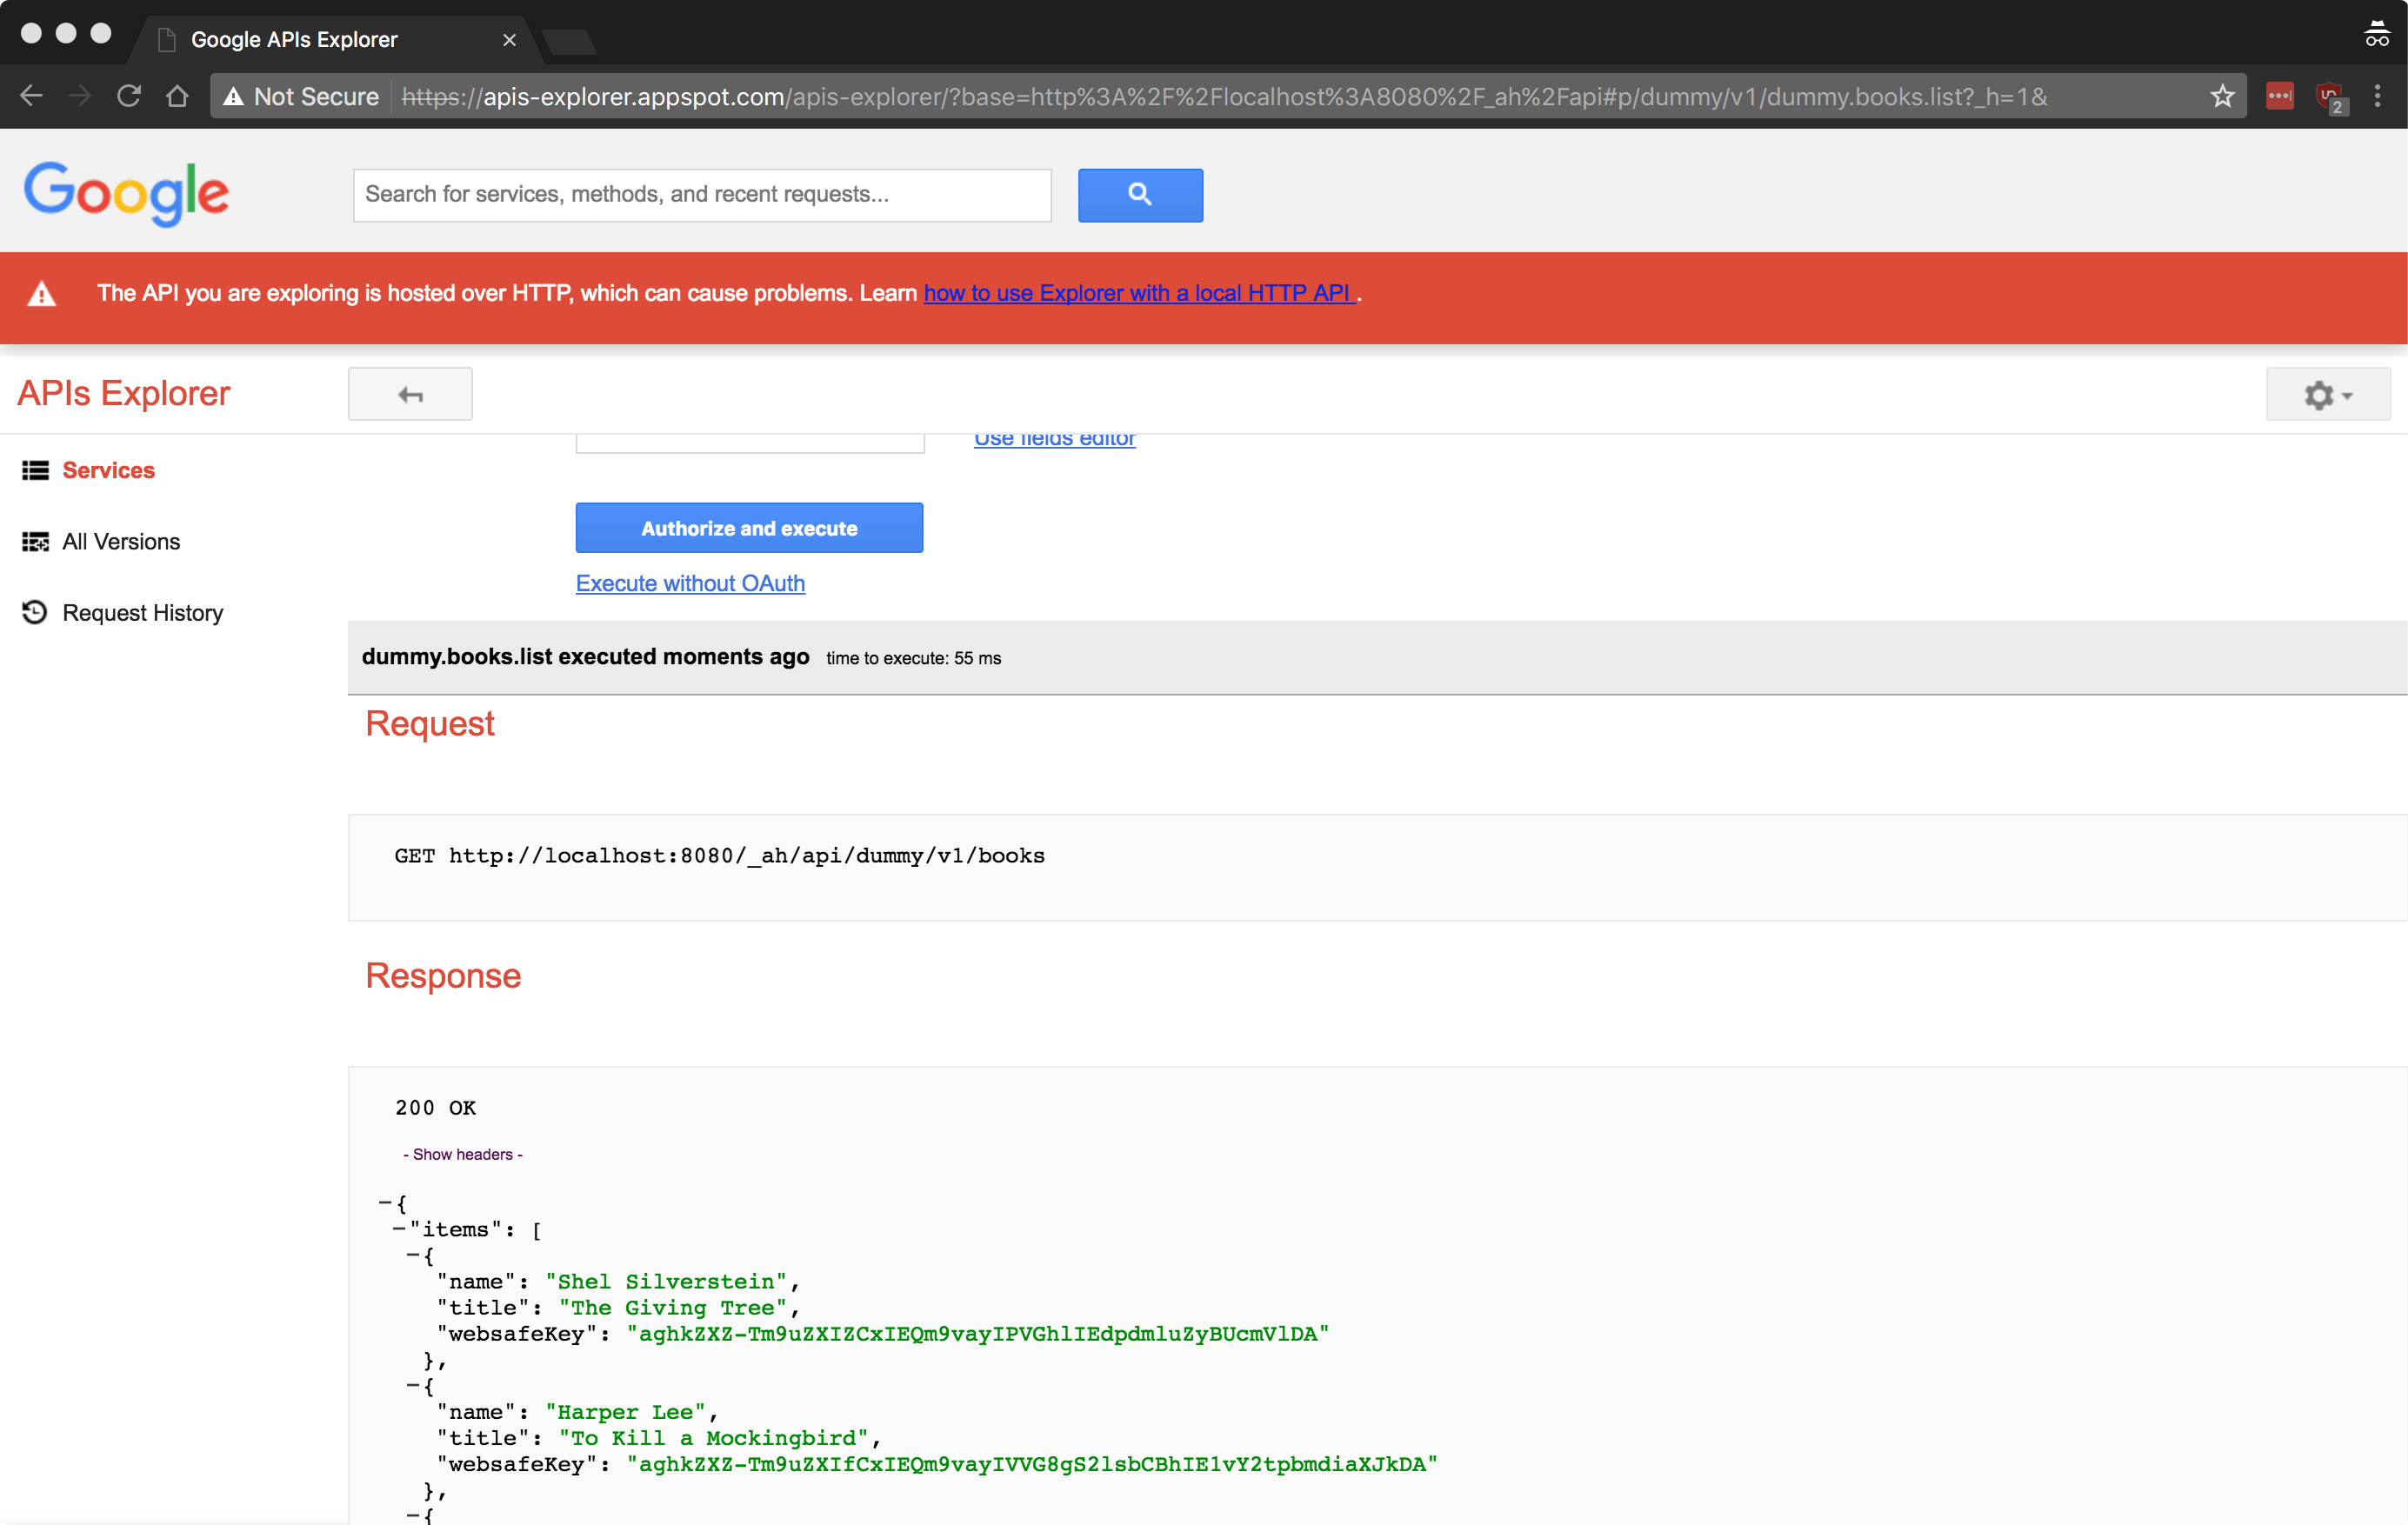 Google APIs Explorer
Not Secure https://apis-explorer.appspot.com/apis-explorer/?base=http%3A%2F%2Flocalhost%3A8080%2F_ah%2Fapi#p/dummy/v1/dummy.books.list?_h=1&
2
Google
Search for services, methods, and recent requests...
The API you are exploring is hosted over HTTP, which can cause problems. Learn how to use Explorer with a local HTTP API .
APIs Explorer
Use fields editor
Services
Authorize and execute
All Versions
Execute without OAuth
Request History
dummy.books.list executed moments ago time to execute: 55 ms
Request
GET http://localhost:8080/_ah/api/dummy/v1/books
Response
200 OK
- Show headers -
{
"items": [
{
"name": "Shel Silverstein",
"title": "The Giving Tree",
"websafeKey": "aghkZXZ-Tm9uZXIZCxIEQm9vayIPVGhlIEdpdmluZyBUcmVlDA"
},
{
"name": "Harper Lee",
"title": "To Kill a Mockingbird",
"websafeKey": "aghkZXZ-Tm9uZXIfCxIEQm9vayIVVG8gS2lsbCBhIE1vY2tpbmdiaXJkDA"
},
{